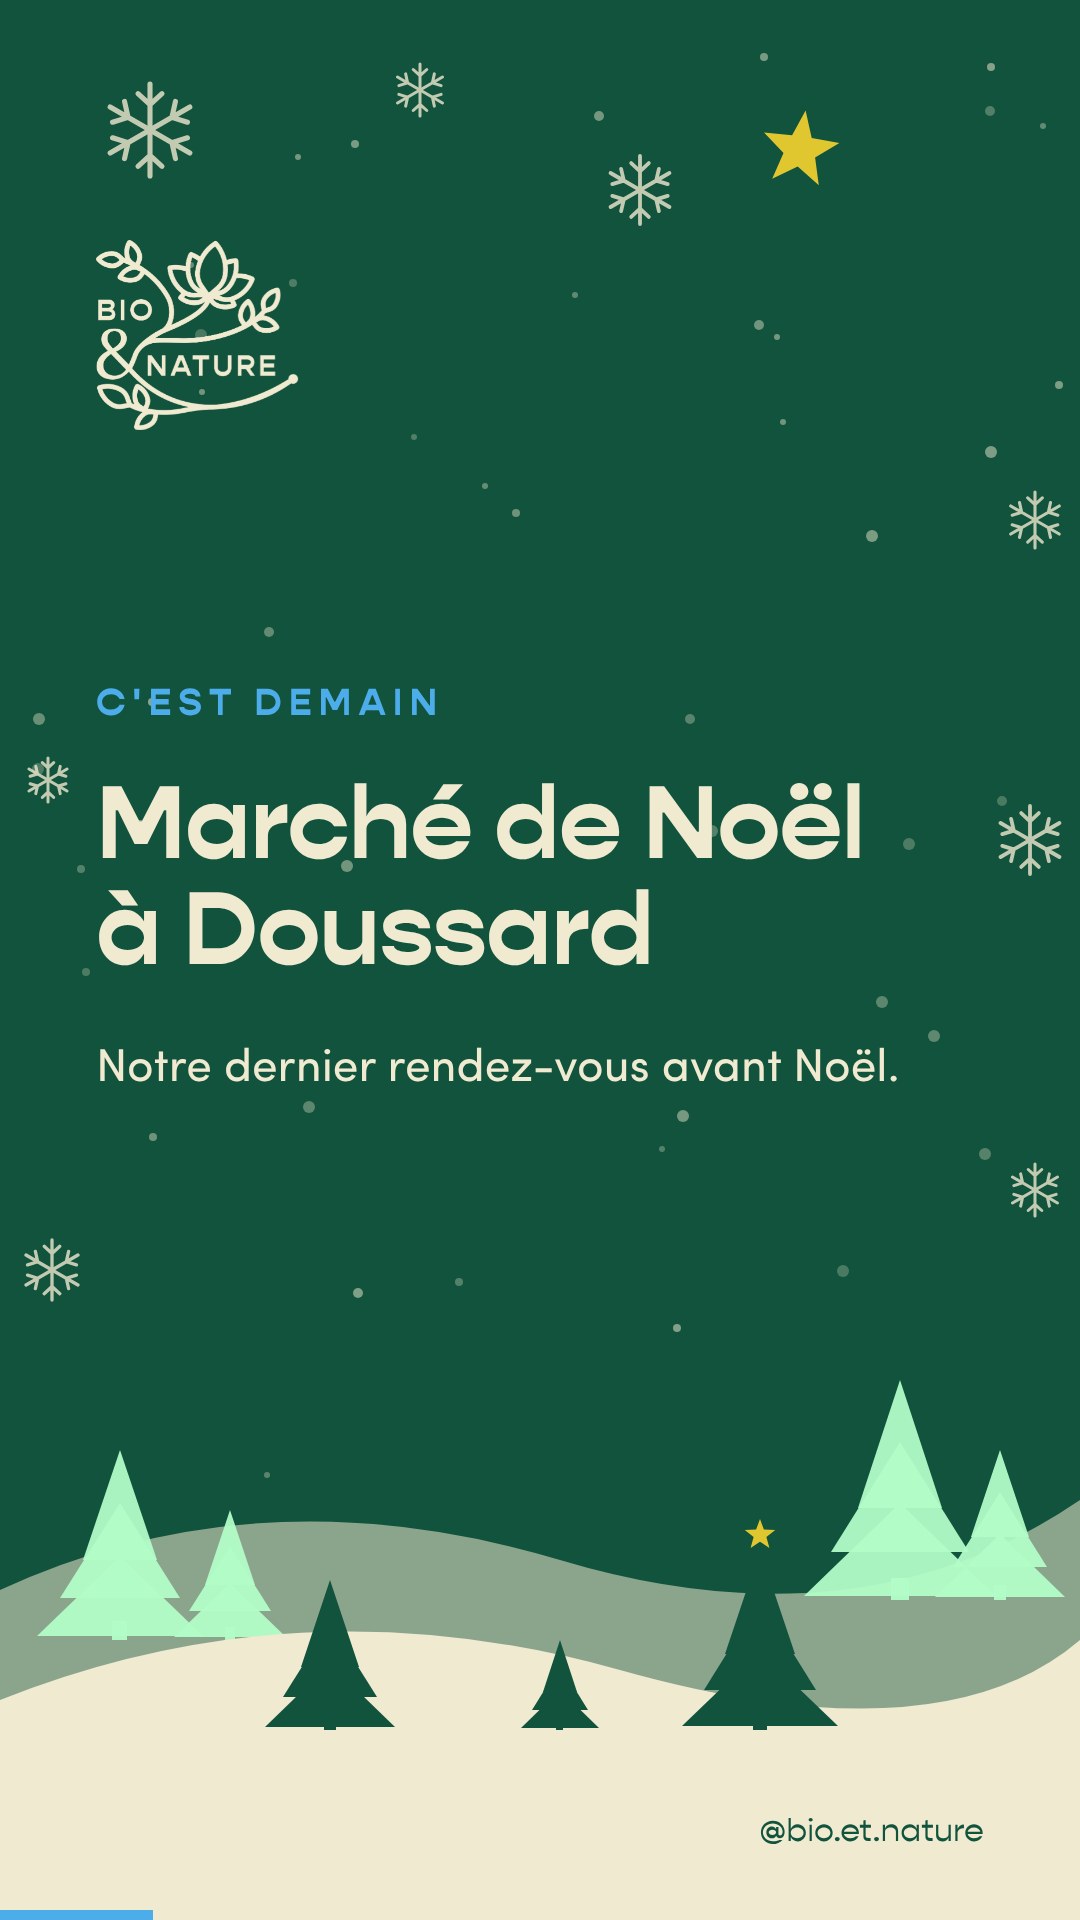 BIO
& NATURE
C'EST DEMAIN
Marché de Noël
à Doussard
Notre dernier rendez-vous avant Noël.
@bio.et.nature